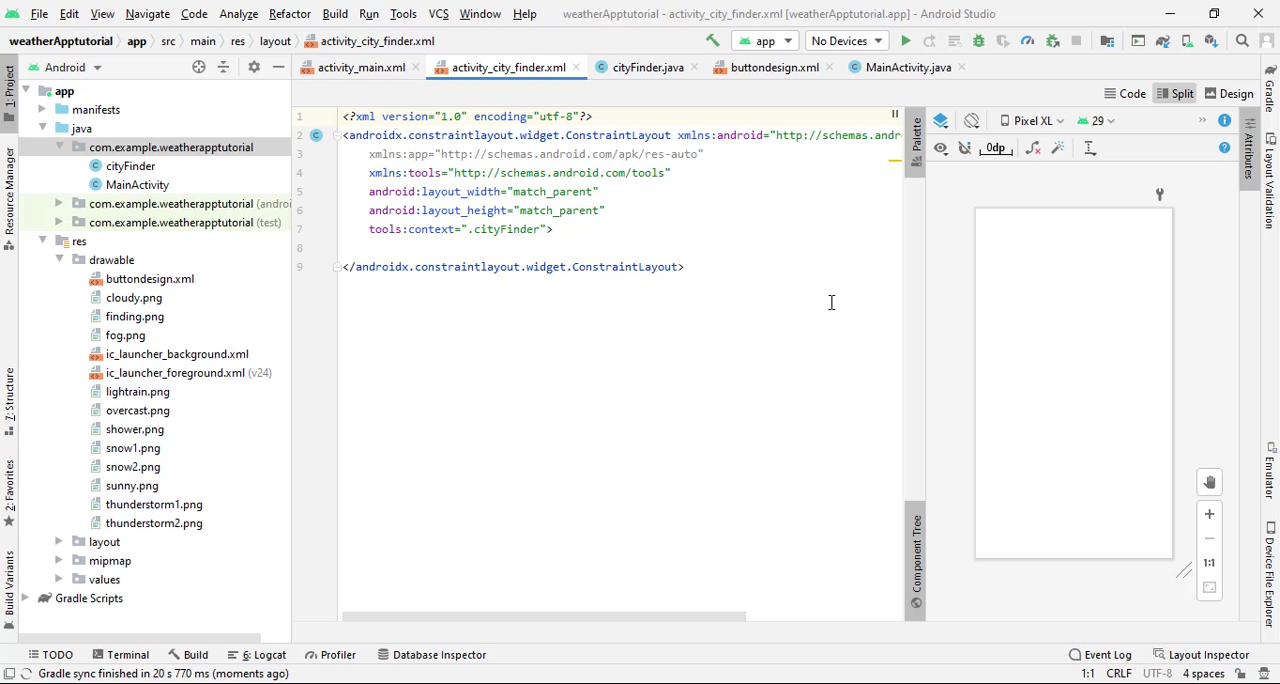 File Edit View Navigate Code Analyze Refactor Build Run Tools VCS Window Help weatherApptutorial - activity_city_finder.xml [weatherApptutorial.app] - Android Studio
weatherApptutorial app src main res layout activity_city_finder.xml app No Devices
Android activity_main.xml activity_city_finder.xml cityFinder.java buttondesign.xml MainActivity.java
Code Split Design
1: Project
Resource Manager
7: Structure
2: Favorites
Build Variants
app
manifests
java
com.example.weatherapptutorial
cityFinder
MainActivity
com.example.weatherapptutorial (androi
com.example.weatherapptutorial (test)
res
drawable
buttondesign.xml
cloudy.png
finding.png
fog.png
ic_launcher_background.xml
ic_launcher_foreground.xml (v24)
lightrain.png
overcast.png
shower.png
snow1.png
snow2.png
sunny.png
thunderstorm1.png
thunderstorm2.png
layout
mipmap
values
Gradle Scripts
1 <?xml version="1.0" encoding="utf-8"?>
2 <androidx.constraintlayout.widget.ConstraintLayout xmlns:android="http://schemas.andr
3 xmlns:app="http://schemas.android.com/apk/res-auto"
4 xmlns:tools="http://schemas.android.com/tools"
5 android:layout_width="match_parent"
6 android:layout_height="match_parent"
7 tools:context=".cityFinder">
8
9 </androidx.constraintlayout.widget.ConstraintLayout>
Palette
Component Tree
Pixel XL 29
0dp
1:1
Attributes
Gradle
Layout Validation
Emulator
Device File Explorer
TODO Terminal Build 6: Logcat Profiler Database Inspector Event Log Layout Inspector
Gradle sync finished in 20 s 770 ms (moments ago) 1:1 CRLF UTF-8 4 spaces